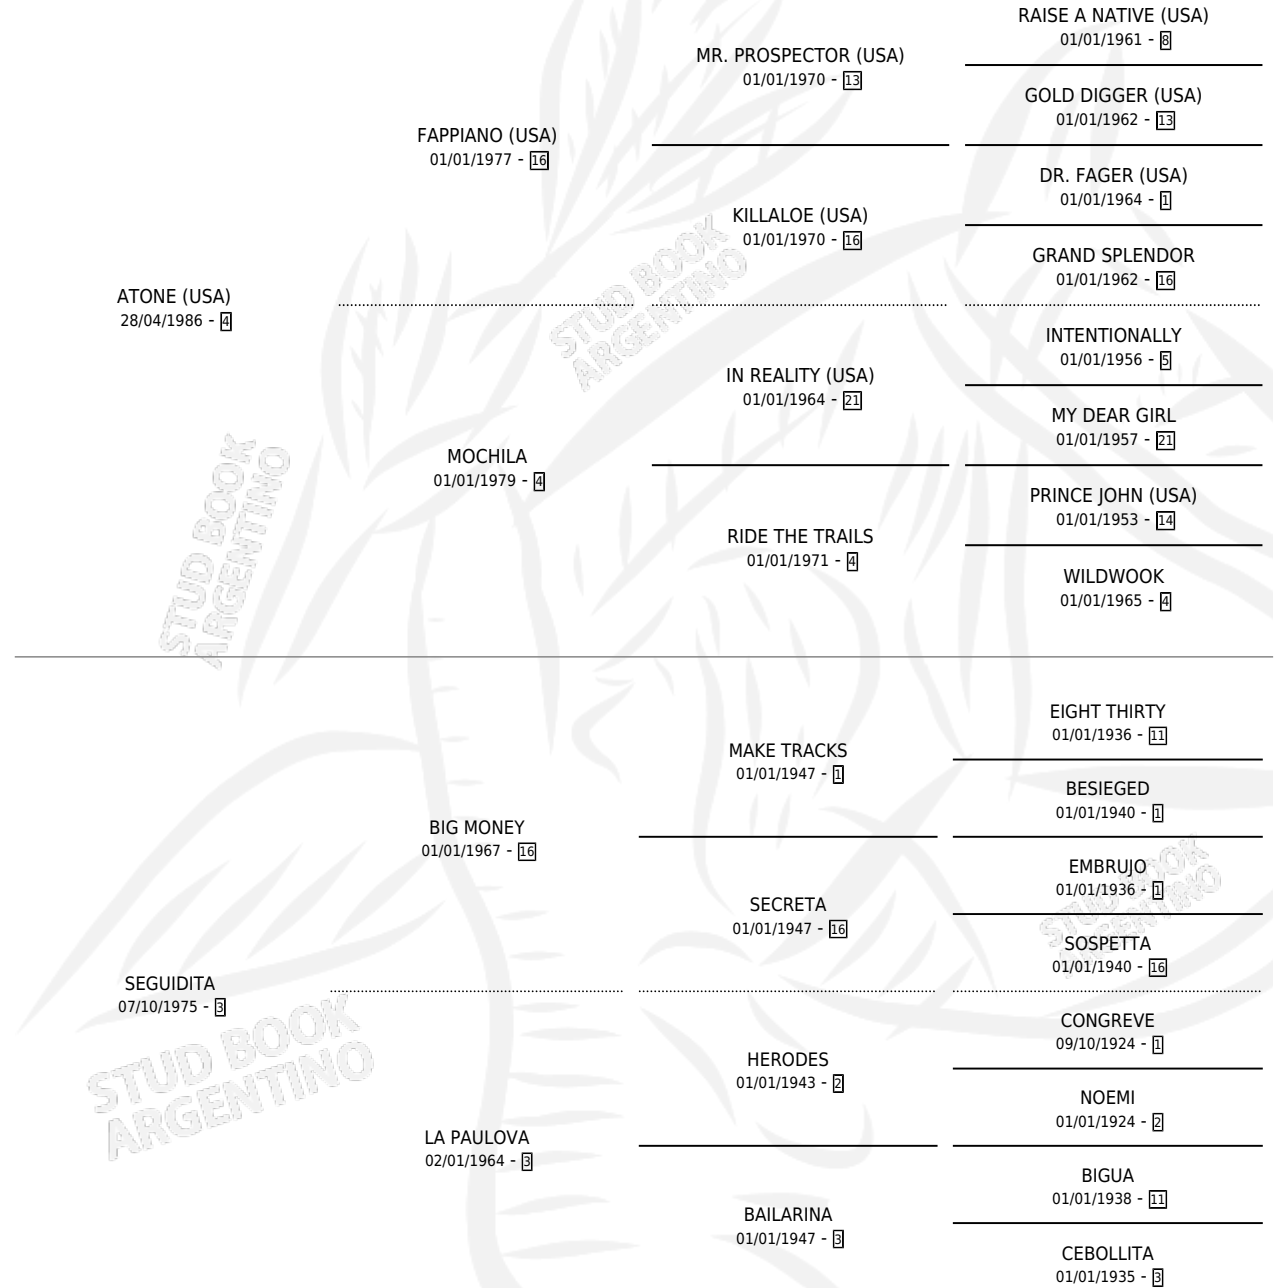 RAISE A NATIVE (USA)
01/01/1961 - 8
MR. PROSPECTOR (USA)
01/01/1970 - 13
GOLD DIGGER (USA)
01/01/1962 - 13
FAPPIANO (USA)
01/01/1977 - 16
DR. FAGER (USA)
01/01/1964 - 1
KILLALOE (USA)
01/01/1970 - 16
GRAND SPLENDOR
01/01/1962 - 16
ATONE (USA)
28/04/1986 - 4
INTENTIONALLY
01/01/1956 - 5
IN REALITY (USA)
01/01/1964 - 21
MY DEAR GIRL
01/01/1957 - 21
MOCHILA
01/01/1979 - 4
PRINCE JOHN (USA)
01/01/1953 - 14
RIDE THE TRAILS
01/01/1971 - 4
WILDWOOK
01/01/1965 - 4
EIGHT THIRTY
01/01/1936 - 11
MAKE TRACKS
01/01/1947 - 1
BESIEGED
01/01/1940 - 1
BIG MONEY
01/01/1967 - 16
EMBRUJO
01/01/1936 - 1
SECRETA
01/01/1947 - 16
SOSPETTA
01/01/1940 - 16
SEGUIDITA
07/10/1975 - 3
CONGREVE
09/10/1924 - 1
HERODES
01/01/1943 - 2
NOEMI
01/01/1924 - 2
LA PAULOVA
02/01/1964 - 3
BIGUA
01/01/1938 - 11
BAILARINA
01/01/1947 - 3
CEBOLLITA
01/01/1935 - 3
STUD BOOK
ARGENTINO
STUD BOOK
ARGENTINO
STUD BOOK
ARGENTINO
STUD BOOK
ARGENTINO